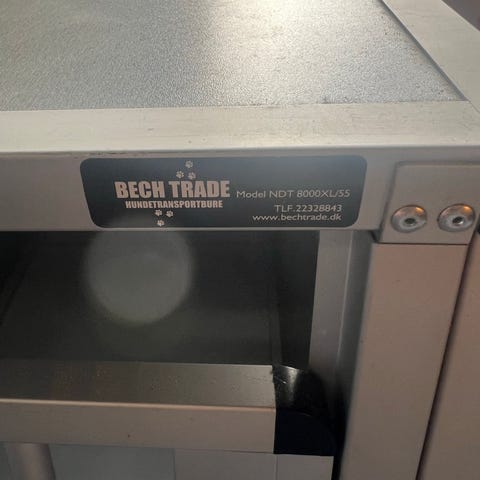 BECH TRADE
HUNDETRANSPORTBURE
Model NDT 8000XL/55
TLF.22328843
www.bechtrade.dk